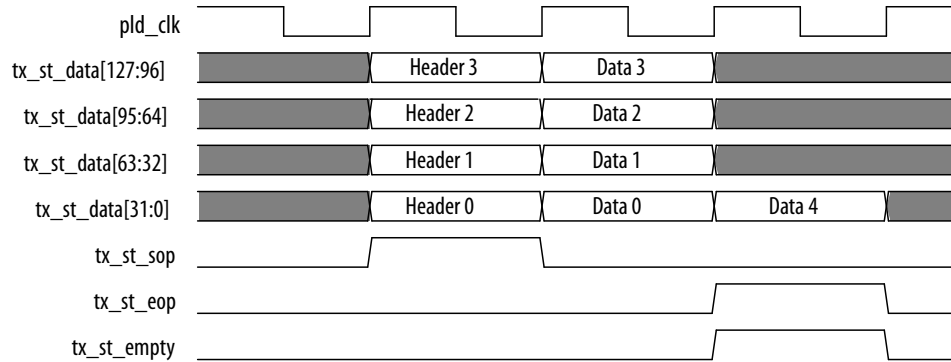 pld_clk
tx_st_data[127:96] Header 3 Data 3
tx_st_data[95:64] Header 2 Data 2
tx_st_data[63:32] Header 1 Data 1
tx_st_data[31:0] Header 0 Data 0 Data 4
tx_st_sop
tx_st_eop
tx_st_empty